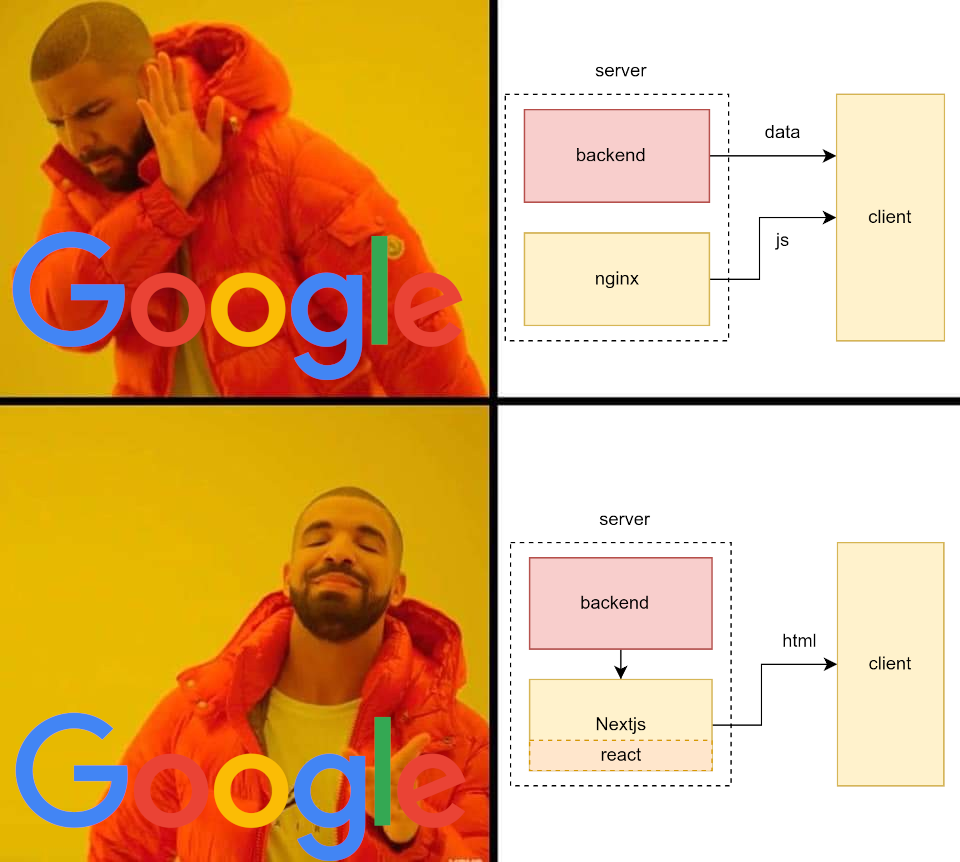 server
backend
data
client
js
nginx
Google
server
backend
html
client
Nextjs
react
Google